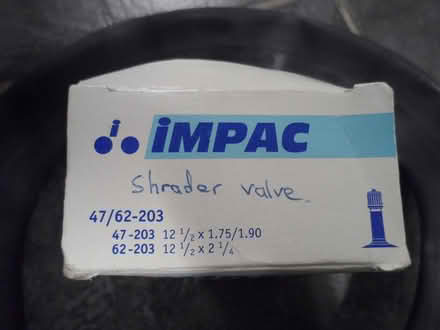 iMPAC
Shrader valve.
47/62-203
47-203 12 1/2 x 1.75/1.90
62-203 12 1/2 x 2 1/4